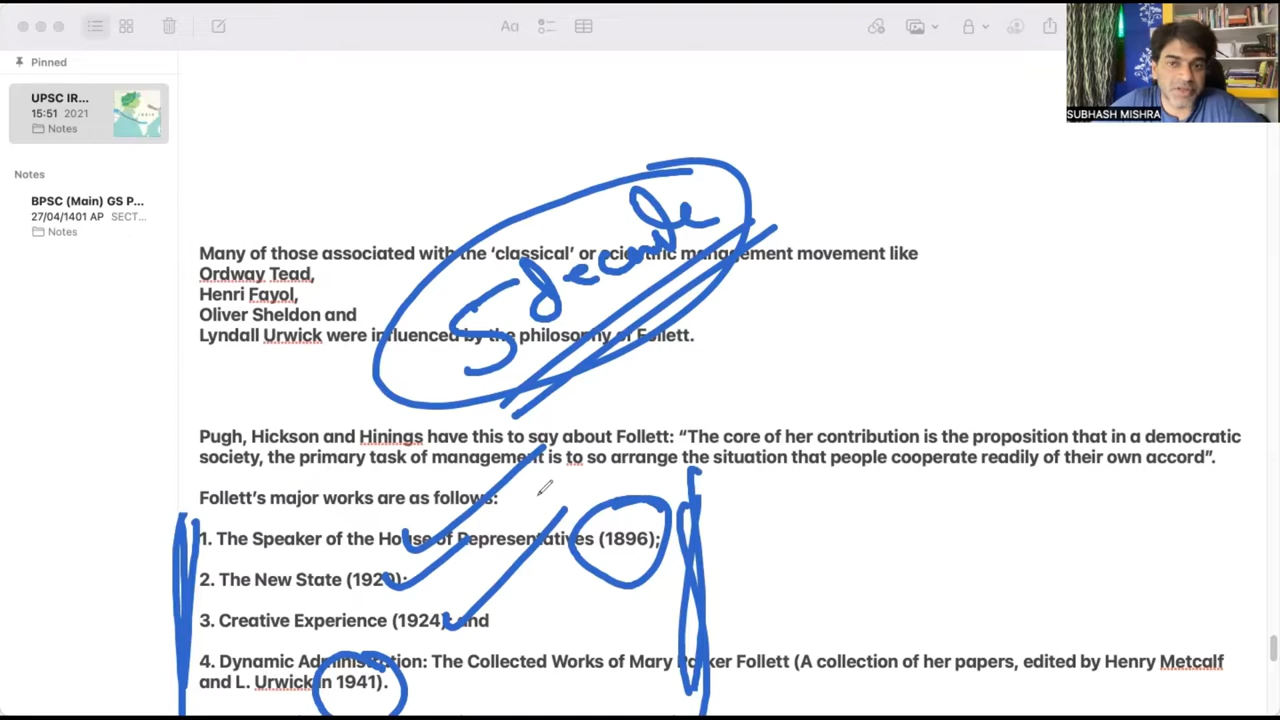 Pinned
UPSC IR...
15:51 2021
Notes
Notes
BPSC (Main) GS P...
27/04/1401 AP SECT...
Notes
Aa
SUBHASH MISHRA
5 decade
Many of those associated with the ‘classical’ or scientific management movement like
Ordway Tead,
Henri Fayol,
Oliver Sheldon and
Lyndall Urwick were influenced by the philosophy of Follett.
Pugh, Hickson and Hinings have this to say about Follett: “The core of her contribution is the proposition that in a democratic
society, the primary task of management is to so arrange the situation that people cooperate readily of their own accord”.
Follett’s major works are as follows:
1. The Speaker of the House of Representatives (1896);
2. The New State (1920);
3. Creative Experience (1924); and
4. Dynamic Administration: The Collected Works of Mary Parker Follett (A collection of her papers, edited by Henry Metcalf
and L. Urwick in 1941).